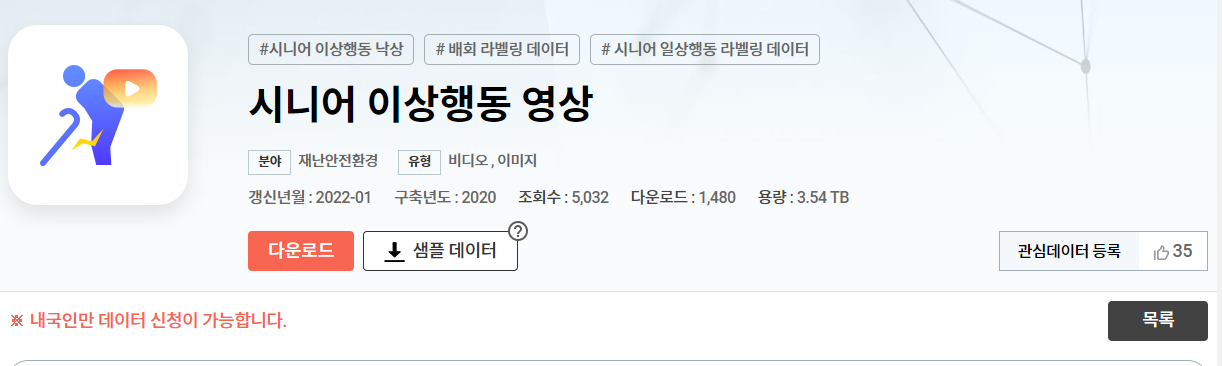 #시니어 이상행동 낙상 # 배회 라벨링 데이터 # 시니어 일상행동 라벨링 데이터
시니어 이상행동 영상
분야 재난안전환경 유형 비디오 , 이미지
갱신년월 : 2022-01 구축년도 : 2020 조회수 : 5,032 다운로드 : 1,480 용량 : 3.54 TB
다운로드 샘플 데이터 ? 관심데이터 등록 35
※ 내국인만 데이터 신청이 가능합니다. 목록